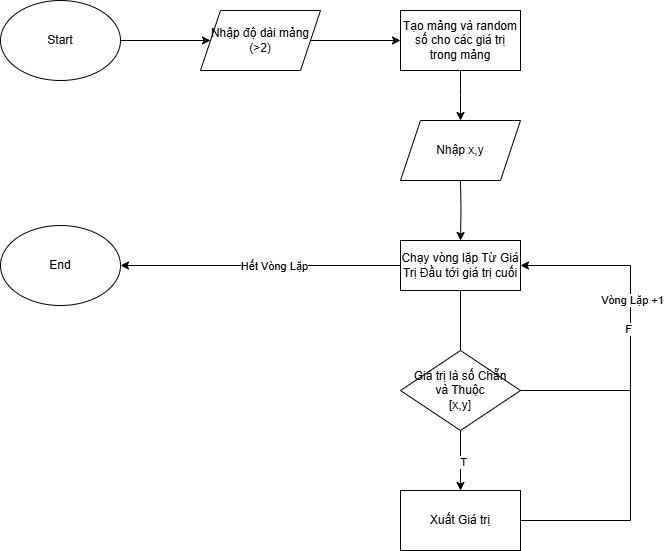 Start
Nhập độ dài mảng
(>2)
Tạo mảng và random
số cho các giá trị
trong mảng
Nhập x,y
Chạy vòng lặp Từ Giá
Trị Đầu tới giá trị cuối
Hết Vòng Lặp
End
Vòng Lặp +1
F
Giá trị là số Chẵn
và Thuộc
[x,y]
T
Xuất Giá trị